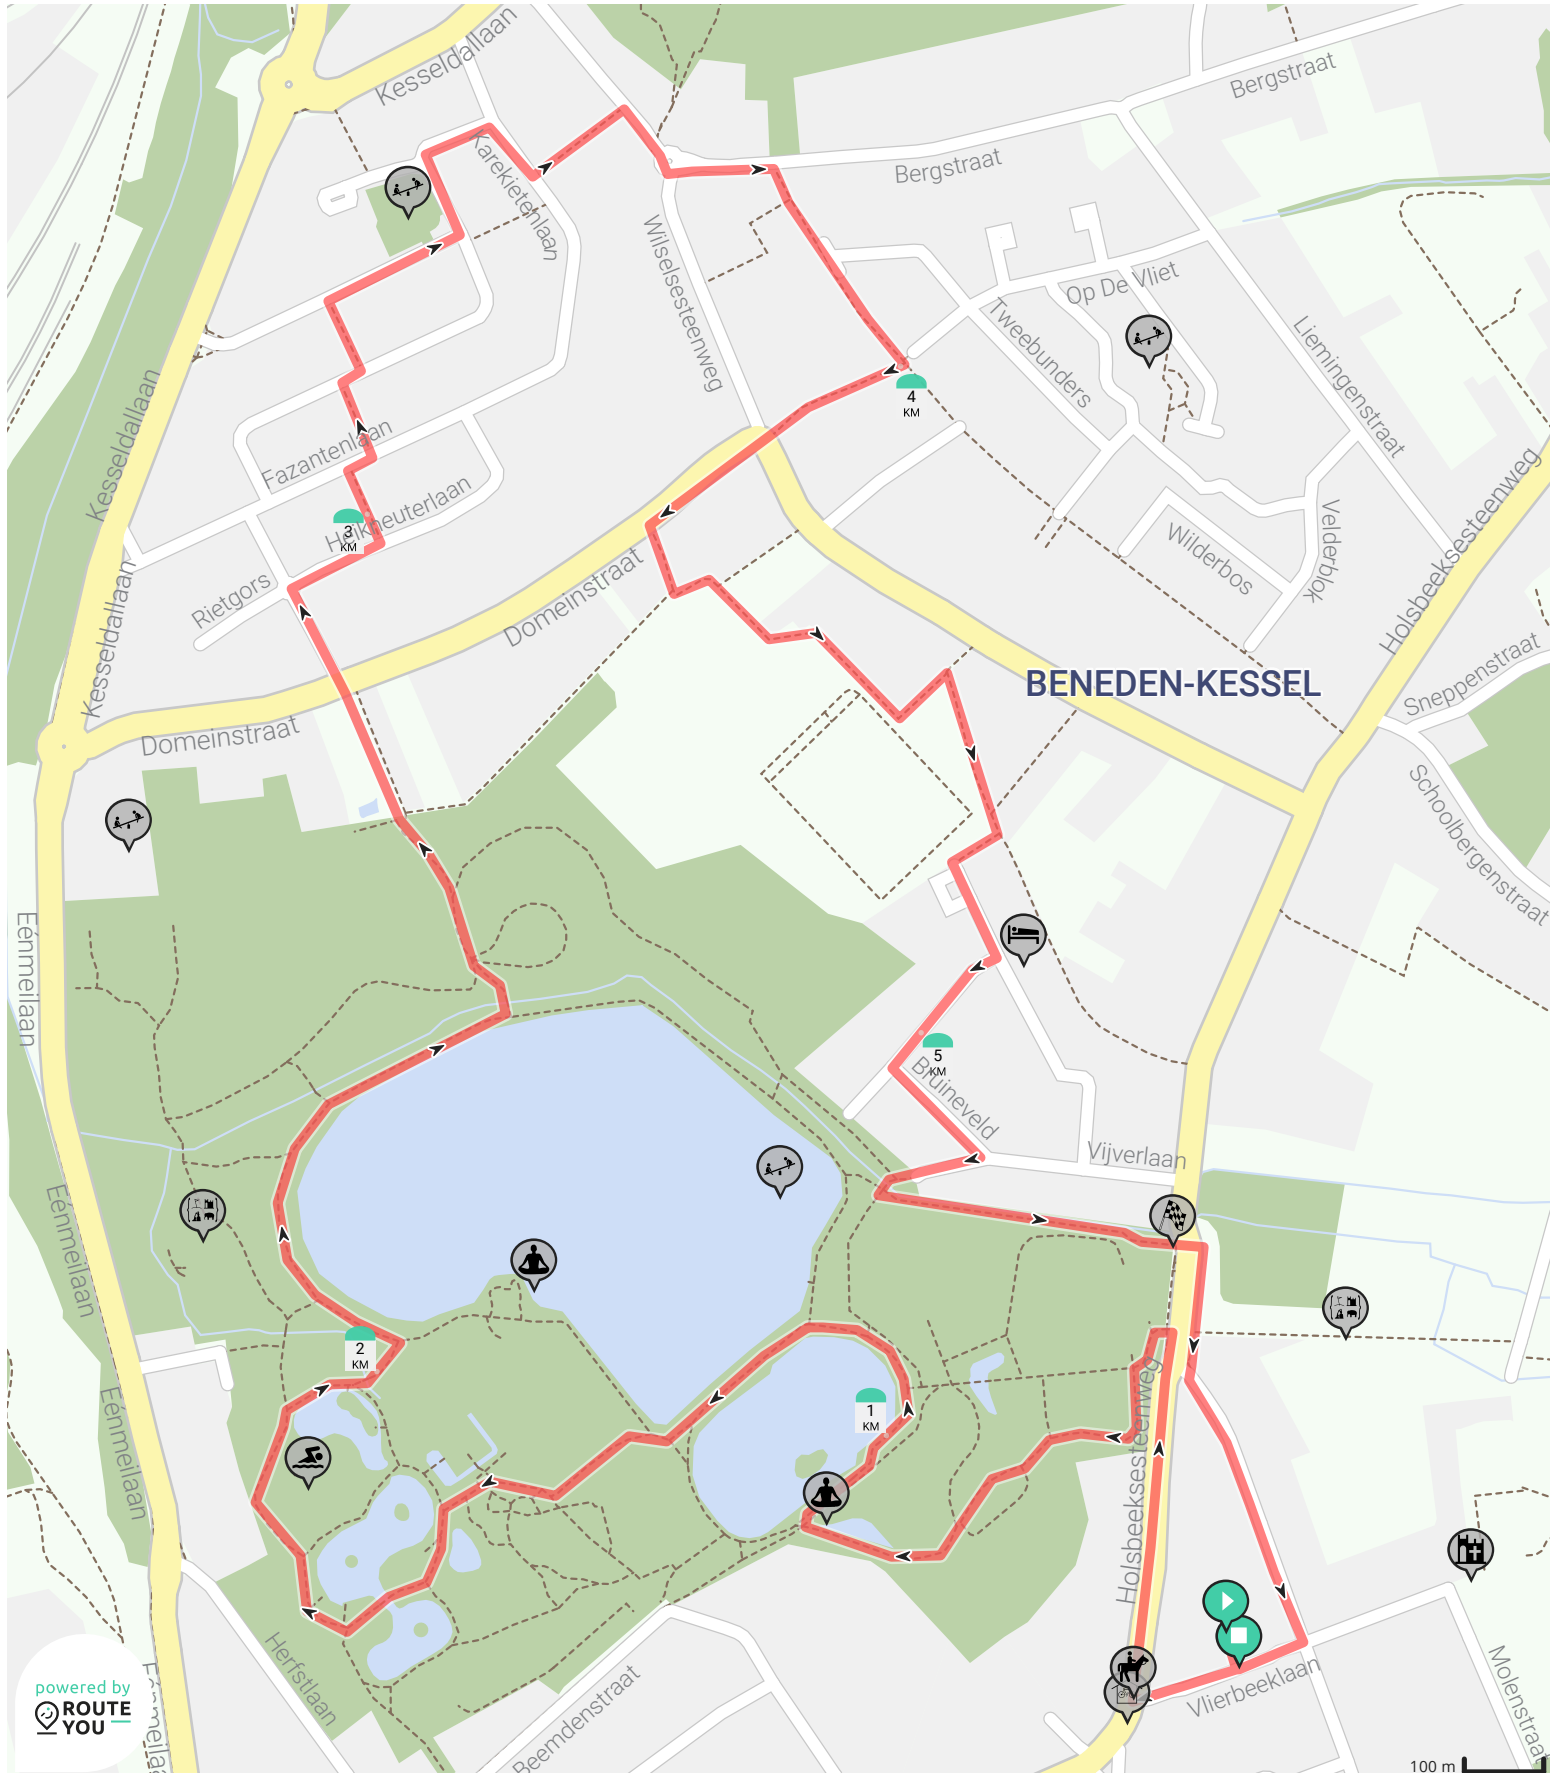 Kesseldallaan
Bergstraat
Bergstraat
Karekietenlaan
Wilselsesteenweg
Op De Vliet
Tweebunders
Liemingenstraat
Kesseldallaan
4
KM
Fazantenlaan
Heikneuterlaan
3
KM
Holsbeeksesteenweg
Velderblok
Wilderbos
Rietgors
Domeinstraat
Kesseldallaan
BENEDEN-KESSEL
Sneppenstraat
Domeinstraat
Schoolbergenstraat
Eénmeilaan
5
KM
Bruineveld
Vijverlaan
Eénmeilaan
2
KM
1
KM
Eénmeilaan
Holsbeeksesteenweg
Herfstlaan
Vlierbeeklaan
Molenstraat
Beemdenstraat
powered by
ROUTE
YOU
100 m